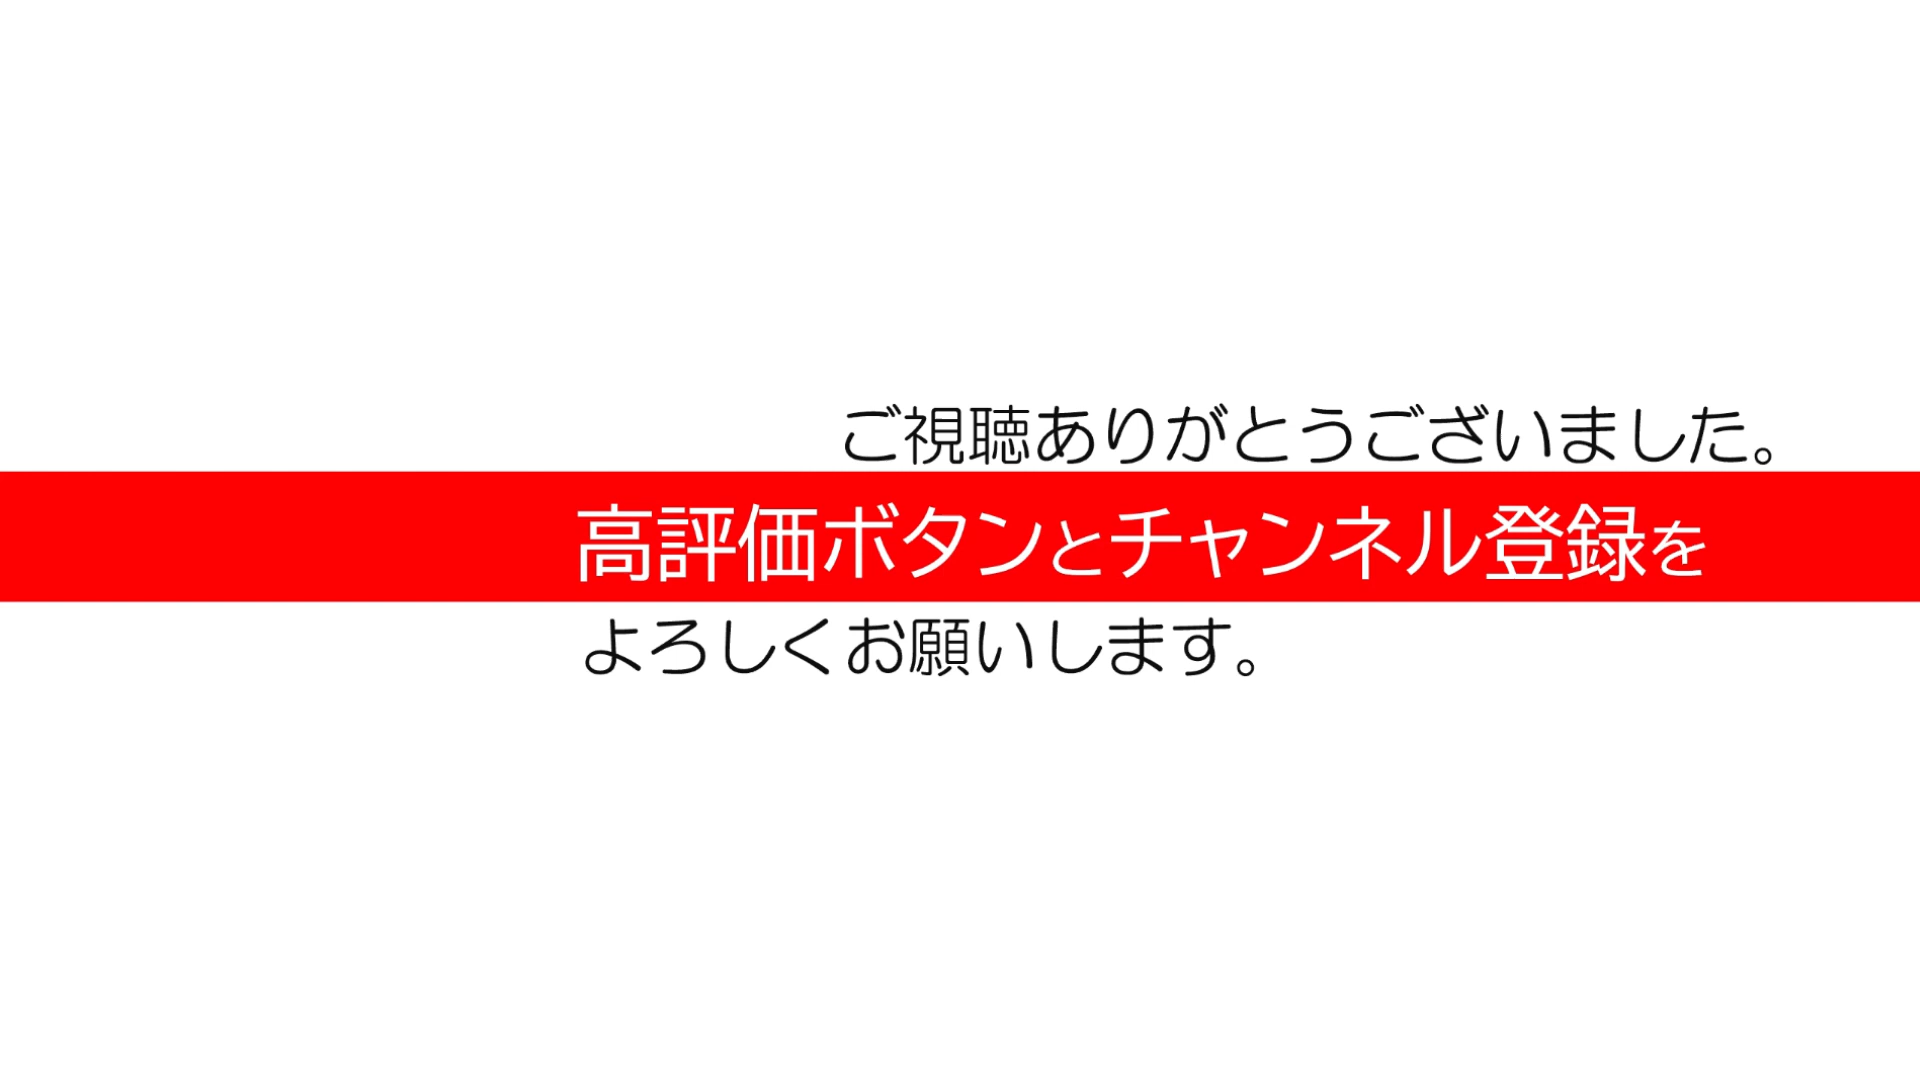 ご視聴ありがとうございました。
高評価ボタンとチャンネル登録を
よろしくお願いします。